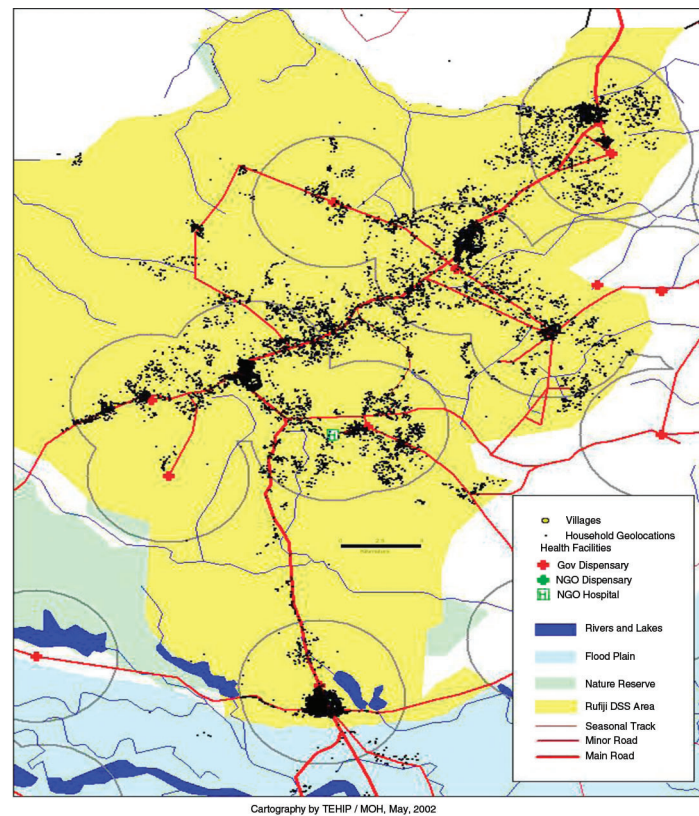 Villages
Household Geolocations
Health Facilities
Gov Dispensary
NGO Dispensary
H NGO Hospital
Rivers and Lakes
Flood Plain
Nature Reserve
Rufiji DSS Area
Seasonal Track
Minor Road
Main Road
Cartography by TEHIP / MOH, May, 2002